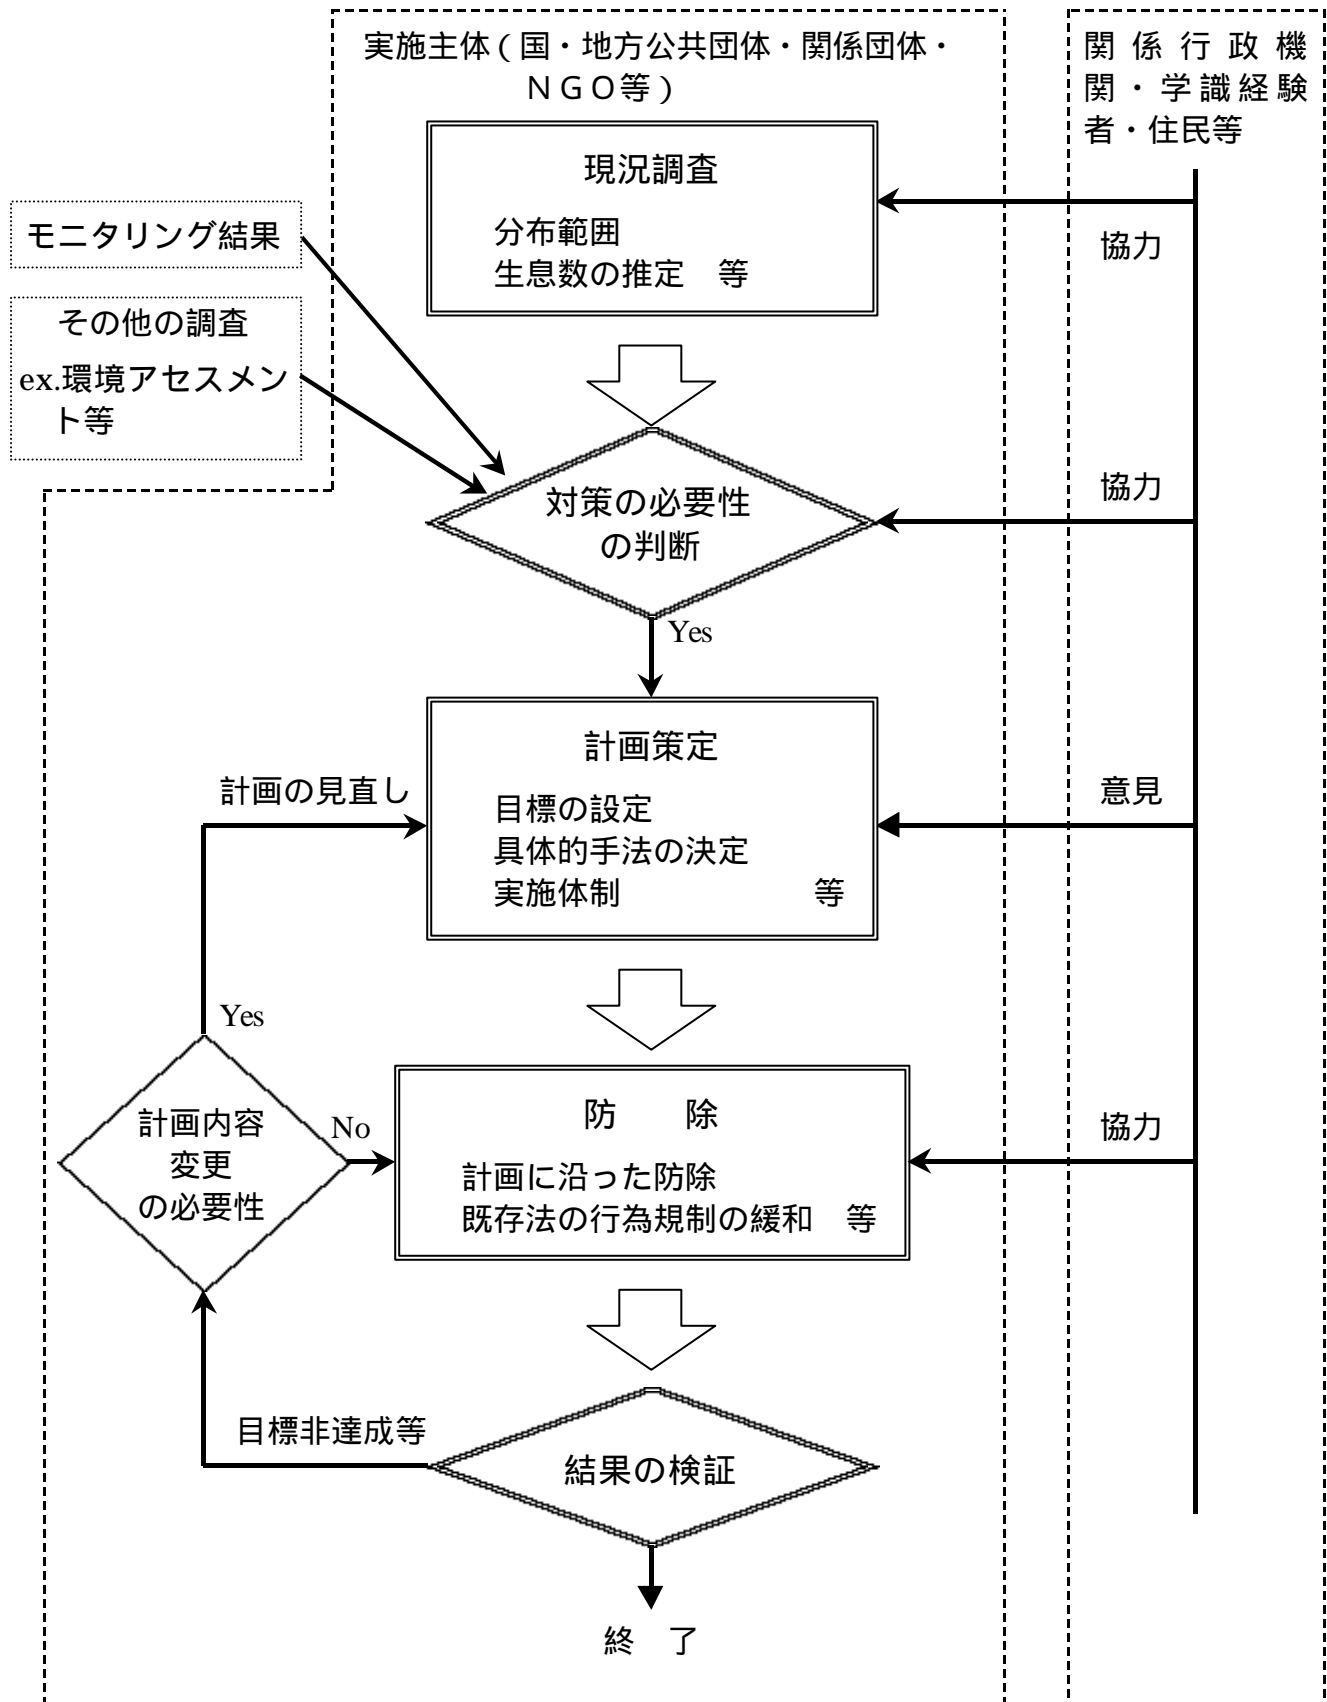 実施主体(国・地方公共団体・関係団体・
NGO等)
関係行政機
関・学識経験
者・住民等
現況調査
分布範囲
生息数の推定 等
協力
モニタリング結果
その他の調査
ex.環境アセスメン
ト等
対策の必要性
の判断
協力
Yes
計画策定
目標の設定
具体的手法の決定
実施体制 等
計画の見直し
意見
Yes
計画内容
変更
の必要性
No
防 除
計画に沿った防除
既存法の行為規制の緩和 等
協力
目標非達成等
結果の検証
終 了